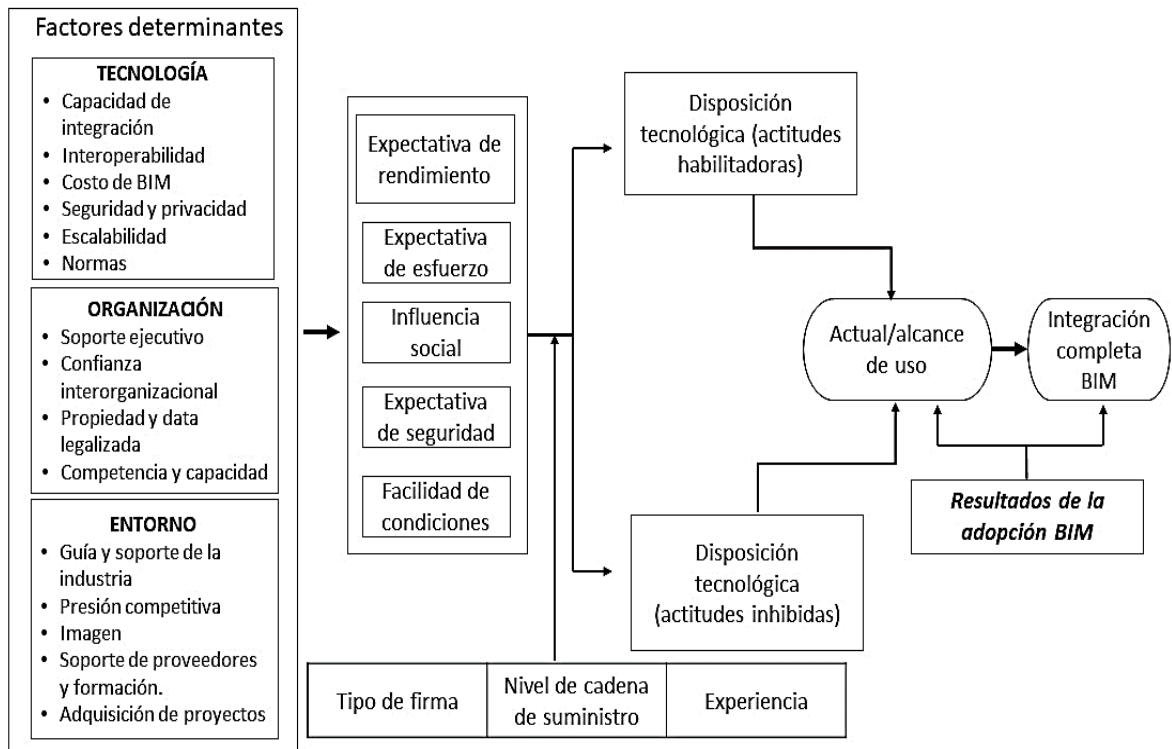 Factores determinantes
TECNOLOGÍA
• Capacidad de
integración
• Interoperabilidad
• Costo de BIM
• Seguridad y privacidad
• Escalabilidad
• Normas
ORGANIZACIÓN
• Soporte ejecutivo
• Confianza
interorganizacional
• Propiedad y data
legalizada
• Competencia y capacidad
ENTORNO
• Guía y soporte de la
industria
• Presión competitiva
• Imagen
• Soporte de proveedores
y formación.
• Adquisición de proyectos
Expectativa de
rendimiento
Expectativa
de esfuerzo
Influencia
social
Expectativa
de seguridad
Facilidad de
condiciones
Disposición
tecnológica (actitudes
habilitadoras)
Disposición
tecnológica
(actitudes inhibidas)
Tipo de firma
Nivel de cadena
de suministro
Experiencia
Actual/alcance
de uso
Integración
completa
BIM
Resultados de la
adopción BIM